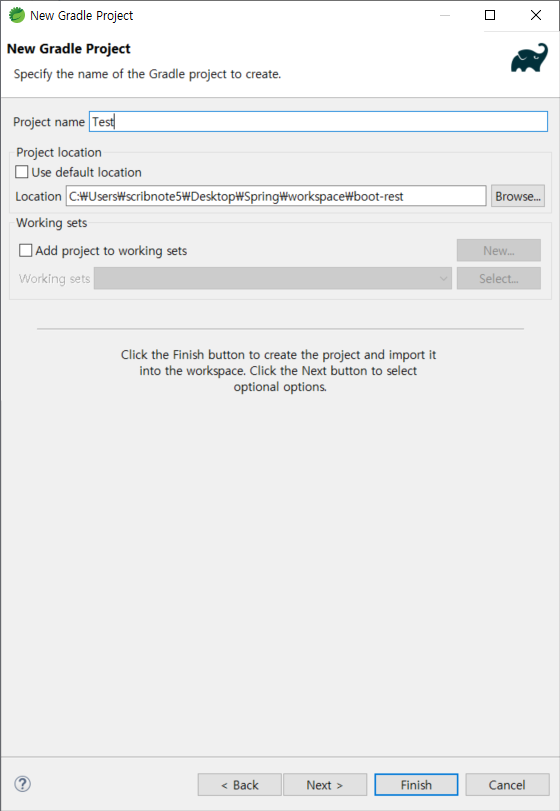 New Gradle Project
New Gradle Project
Specify the name of the Gradle project to create.
Project name Test
Project location
Use default location
Location C:₩Users₩scribnote5₩Desktop₩Spring₩workspace₩boot-rest Browse...
Working sets
Add project to working sets New...
Working sets Select...
Click the Finish button to create the project and import it
into the workspace. Click the Next button to select
optional options.
? < Back Next > Finish Cancel